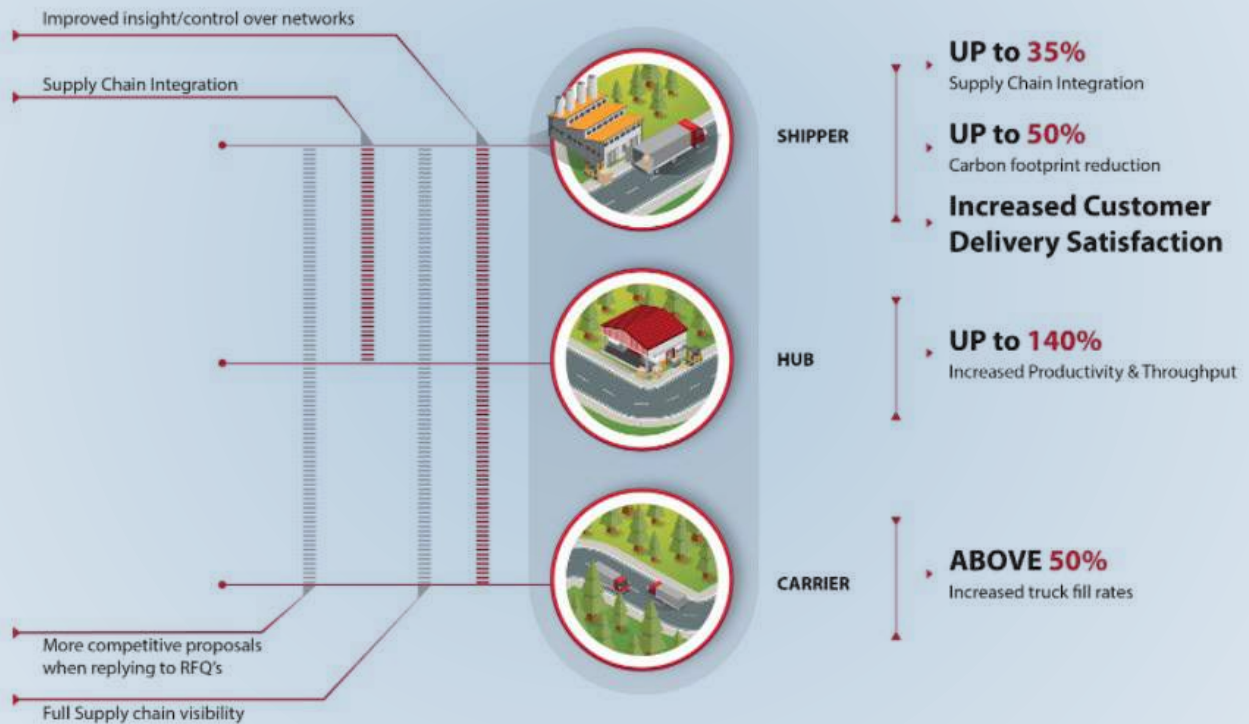 Improved insight/control over networks
Supply Chain Integration
SHIPPER
UP to 35%
Supply Chain Integration
UP to 50%
Carbon footprint reduction
Increased Customer
Delivery Satisfaction
HUB
UP to 140%
Increased Productivity & Throughput
CARRIER
ABOVE 50%
Increased truck fill rates
More competitive proposals
when replying to RFQ's
Full Supply chain visibility